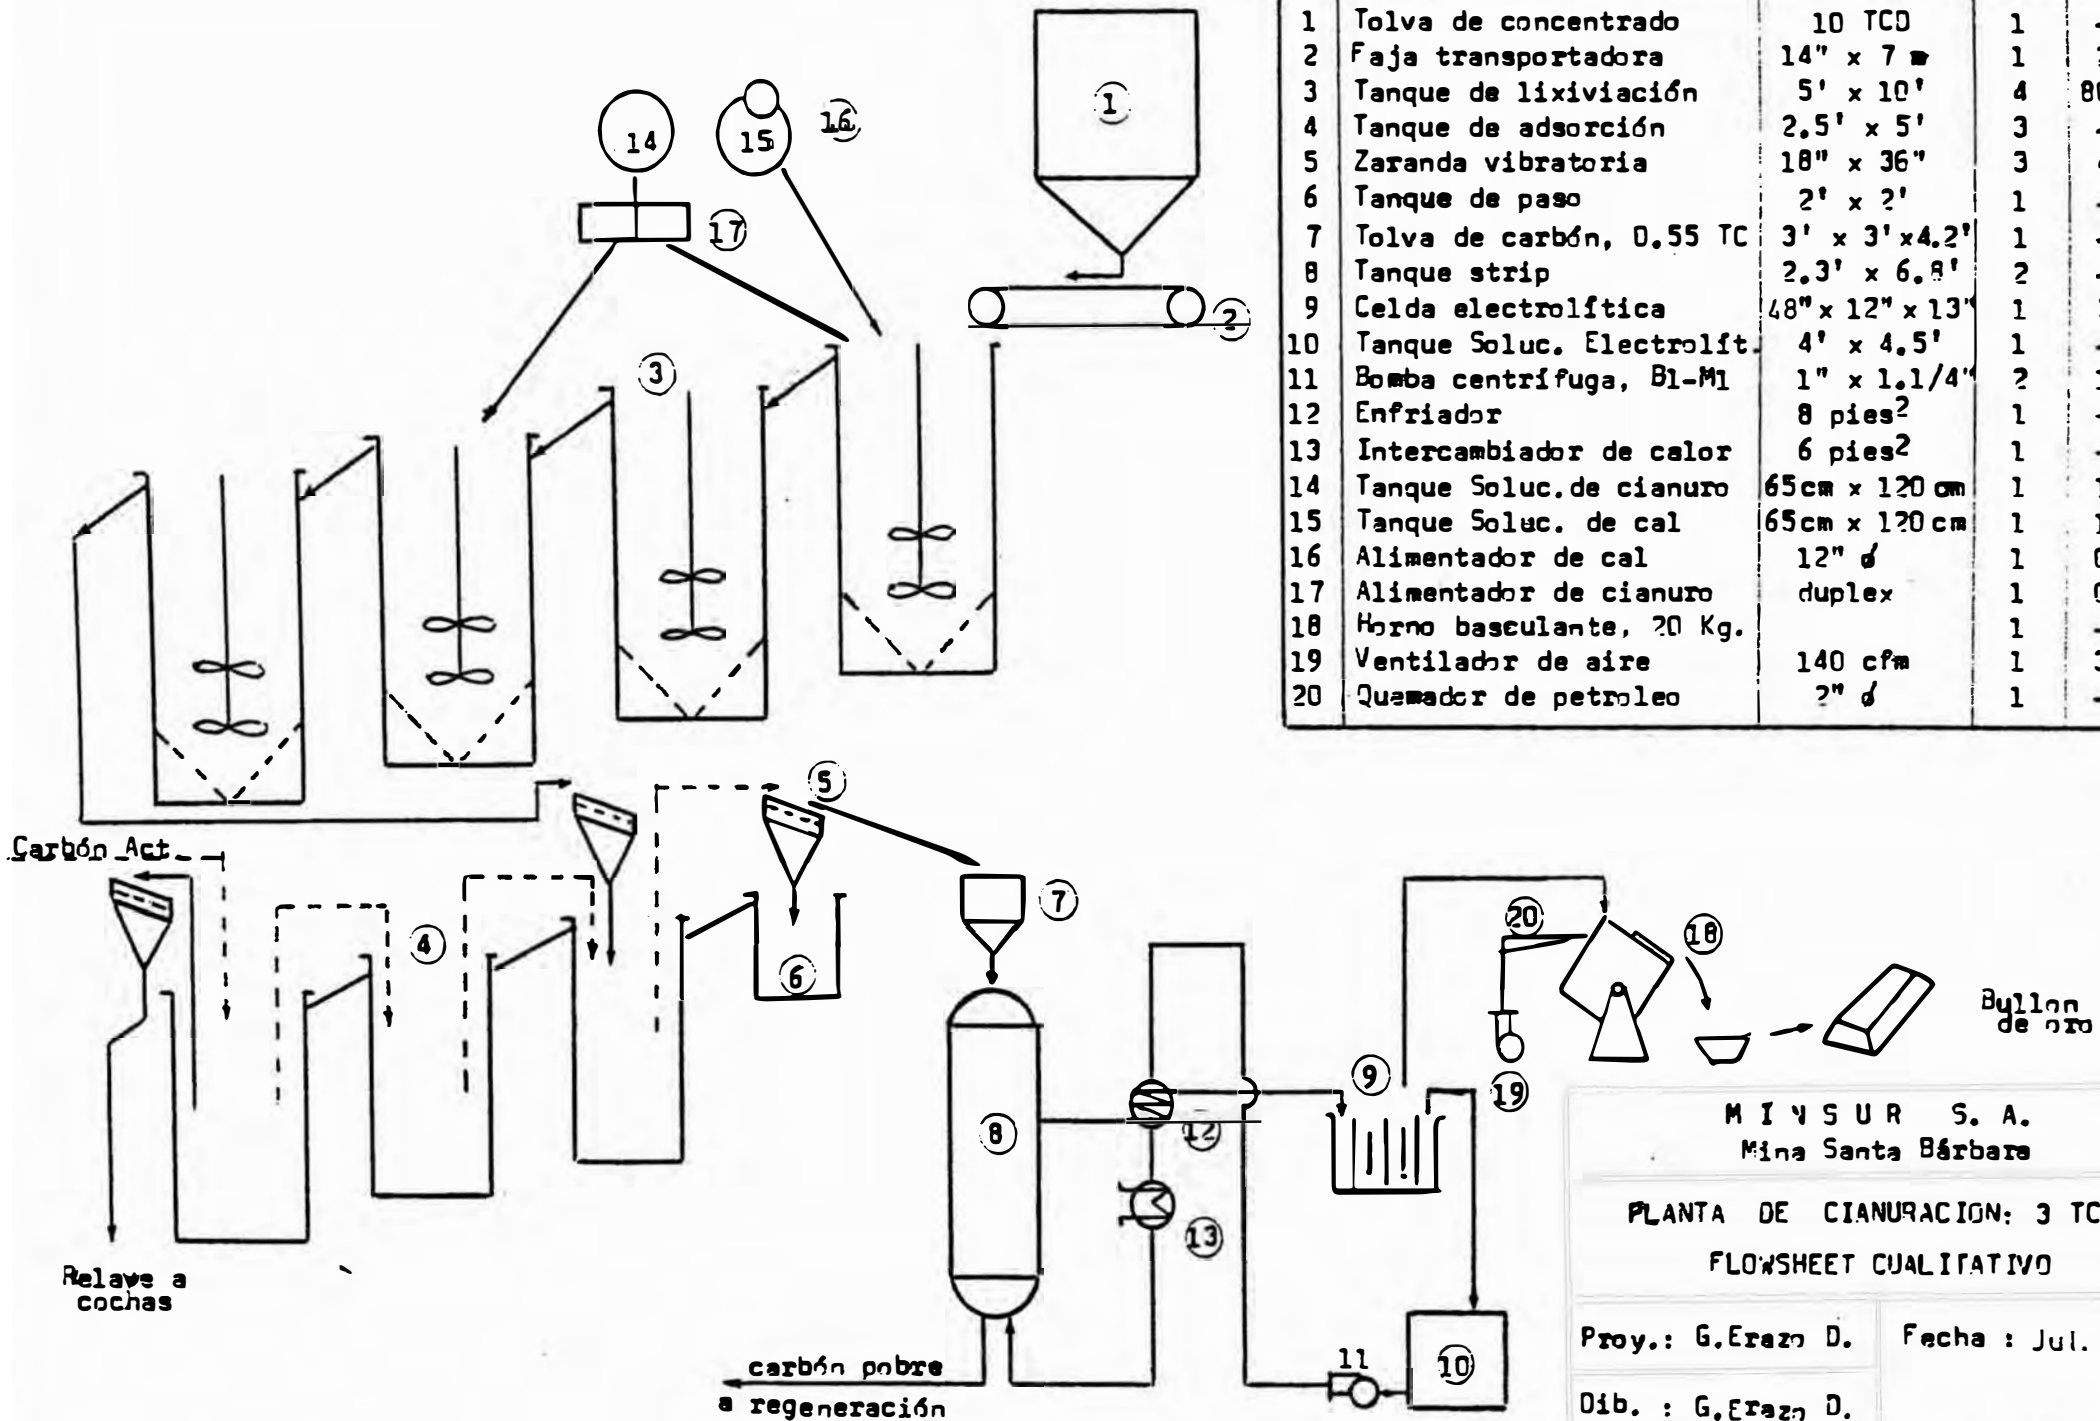 1 Tolva de concentrado 10 TCD 1
2 Faja transportadora 14" x 7 m 1
3 Tanque de lixiviación 5' x 10' 4
4 Tanque de adsorción 2.5' x 5' 3
5 Zaranda vibratoria 18" x 36" 3
6 Tanque de paso 2' x 2' 1
7 Tolva de carbón, 0.55 TC 3' x 3'x4.2' 1
8 Tanque strip 2.3' x 6.8' 2
9 Celda electrolítica 48"x 12"x 13" 1
10 Tanque Soluc. Electrolít. 4' x 4.5' 1
11 Bomba centrífuga, B1-M1 1" x 1.1/4" 2
12 Enfriador 8 pies2 1
13 Intercambiador de calor 6 pies2 1
14 Tanque Soluc.de cianuro 65cm x 120 cm 1
15 Tanque Soluc. de cal 65cm x 120cm 1
16 Alimentador de cal 12" ø 1
17 Alimentador de cianuro duplex 1
18 Horno basculante, 20 Kg. 1
19 Ventilador de aire 140 cfm 1
20 Quemador de petroleo 2" ø 1
14
15
16
17
1
2
3
5
Carbón Act.
4
6
7
8
9
10
11
12
13
20
18
19
Bullon
de oro
Relave a
cochas
carbón pobre
a regeneración
MINSUR S. A.
Mina Santa Bárbara
PLANTA DE CIANURACION: 3 TC
FLOWSHEET CUALITATIVO
Proy.: G.Erazo D. Fecha : Jul.
Dib. : G.Erazo D.